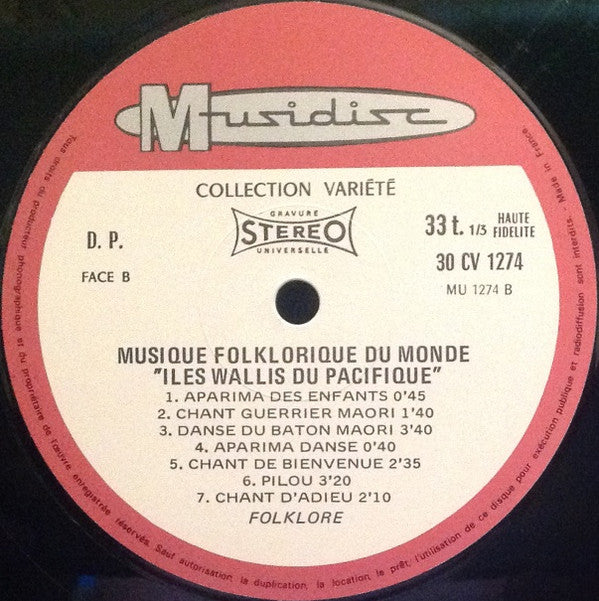 Musidisc
COLLECTION VARIÉTÉ
GRAVURE
STEREO
UNIVERSELLE
D. P.
FACE B
33 t. 1/3 HAUTE FIDELITE
30 CV 1274
MU 1274 B
MUSIQUE FOLKLORIQUE DU MONDE
"ILES WALLIS DU PACIFIQUE"
1. APARIMA DES ENFANTS 0'45
2. CHANT GUERRIER MAORI 1'40
3. DANSE DU BATON MAORI 3'40
4. APARIMA DANSE 0'40
5. CHANT DE BIENVENUE 2'35
6. PILOU 3'20
7. CHANT D'ADIEU 2'10
FOLKLORE
Tous droits du producteur phonographique et du propriétaire de l'œuvre enregistrée réservés. Sauf autorisation, la duplication, la location, le prêt, l'utilisation de ce disque pour exécution publique et radiodiffusion sont interdits. - Made in France